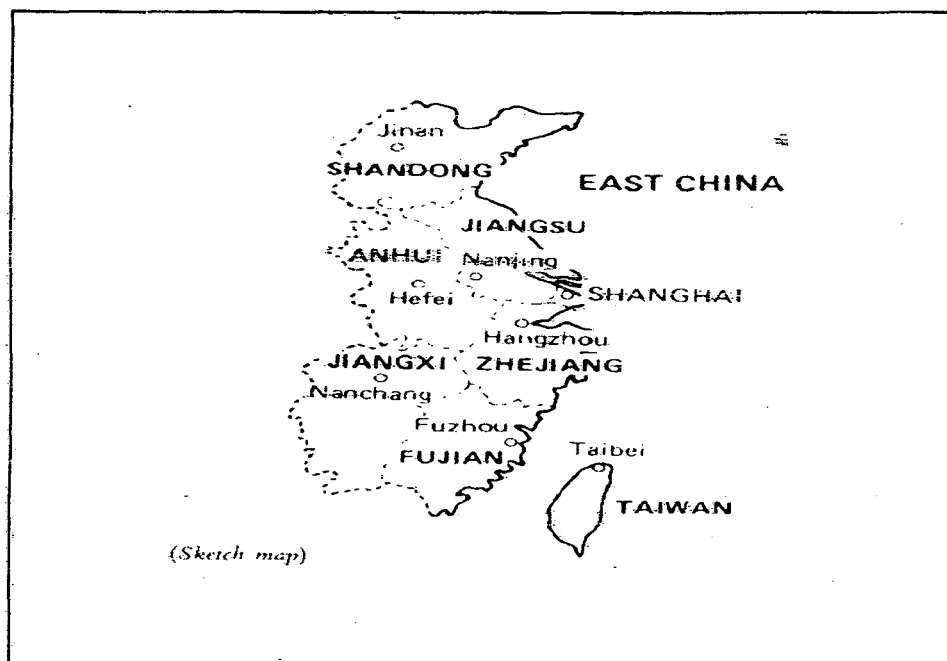 Jinan
SHANDONG
EAST CHINA
JIANGSU
ANHUI
Nanjing
Hefei
SHANGHAI
Hangzhou
JIANGXI
ZHEJIANG
Nanchang
Fuzhou
FUJIAN
Taibei
TAIWAN
(Sketch map)